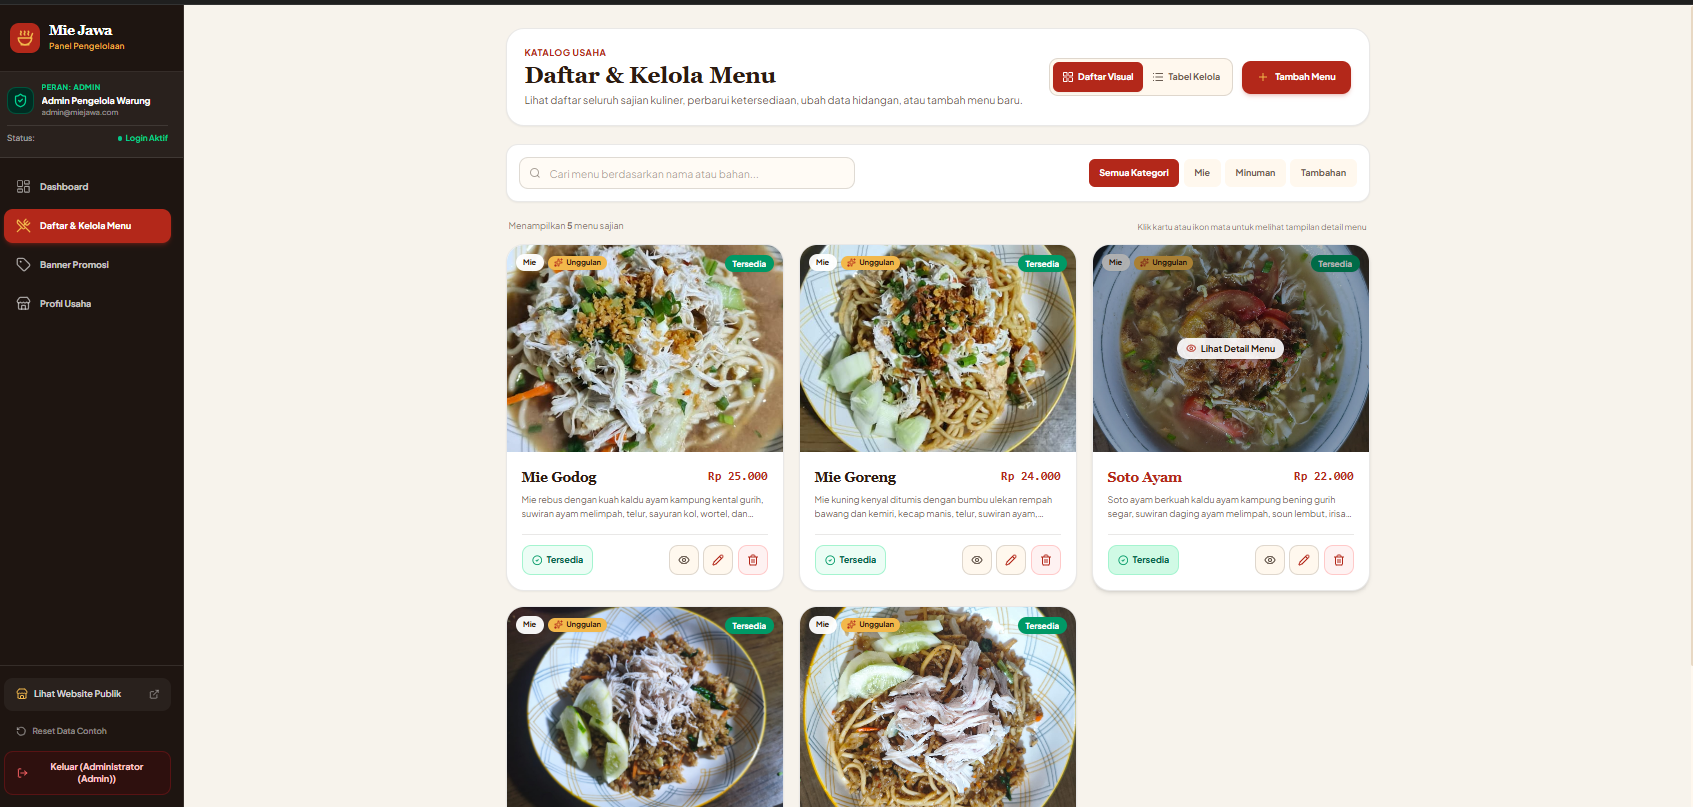 Mie Jawa
Panel Pengelolaan
PERAN: ADMIN
Admin Pengelola Warung
admin@miejawa.com
Status:
Login Aktif
Dashboard
Daftar & Kelola Menu
Banner Promosi
Profil Usaha
Lihat Website Publik
Reset Data Contoh
Keluar (Administrator
(Admin))
KATALOG USAHA
Daftar & Kelola Menu
Lihat daftar seluruh sajian kuliner, perbarui ketersediaan, ubah data hidangan, atau tambah menu baru.
Daftar Visual
Tabel Kelola
Tambah Menu
Cari menu berdasarkan nama atau bahan...
Semua Kategori
Mie
Minuman
Tambahan
Menampilkan 5 menu sajian
Klik kartu atau ikon mata untuk melihat tampilan detail menu
Mie
Unggulan
Tersedia
Mie Godog
Rp 25.000
Mie rebus dengan kuah kaldu ayam kampung kental gurih,
suwiran ayam melimpah, telur, sayuran kol, wortel, dan...
Tersedia
Mie
Unggulan
Tersedia
Mie Goreng
Rp 24.000
Mie kuning kenyal ditumis dengan bumbu ulekan rempah
bawang dan kemiri, kecap manis, telur, suwiran ayam,...
Tersedia
Mie
Unggulan
Tersedia
Lihat Detail Menu
Soto Ayam
Rp 22.000
Soto ayam berkuah kaldu ayam kampung bening gurih
segar, suwiran daging ayam melimpah, soun lembut, irisa...
Tersedia
Mie
Unggulan
Tersedia
Mie
Unggulan
Tersedia